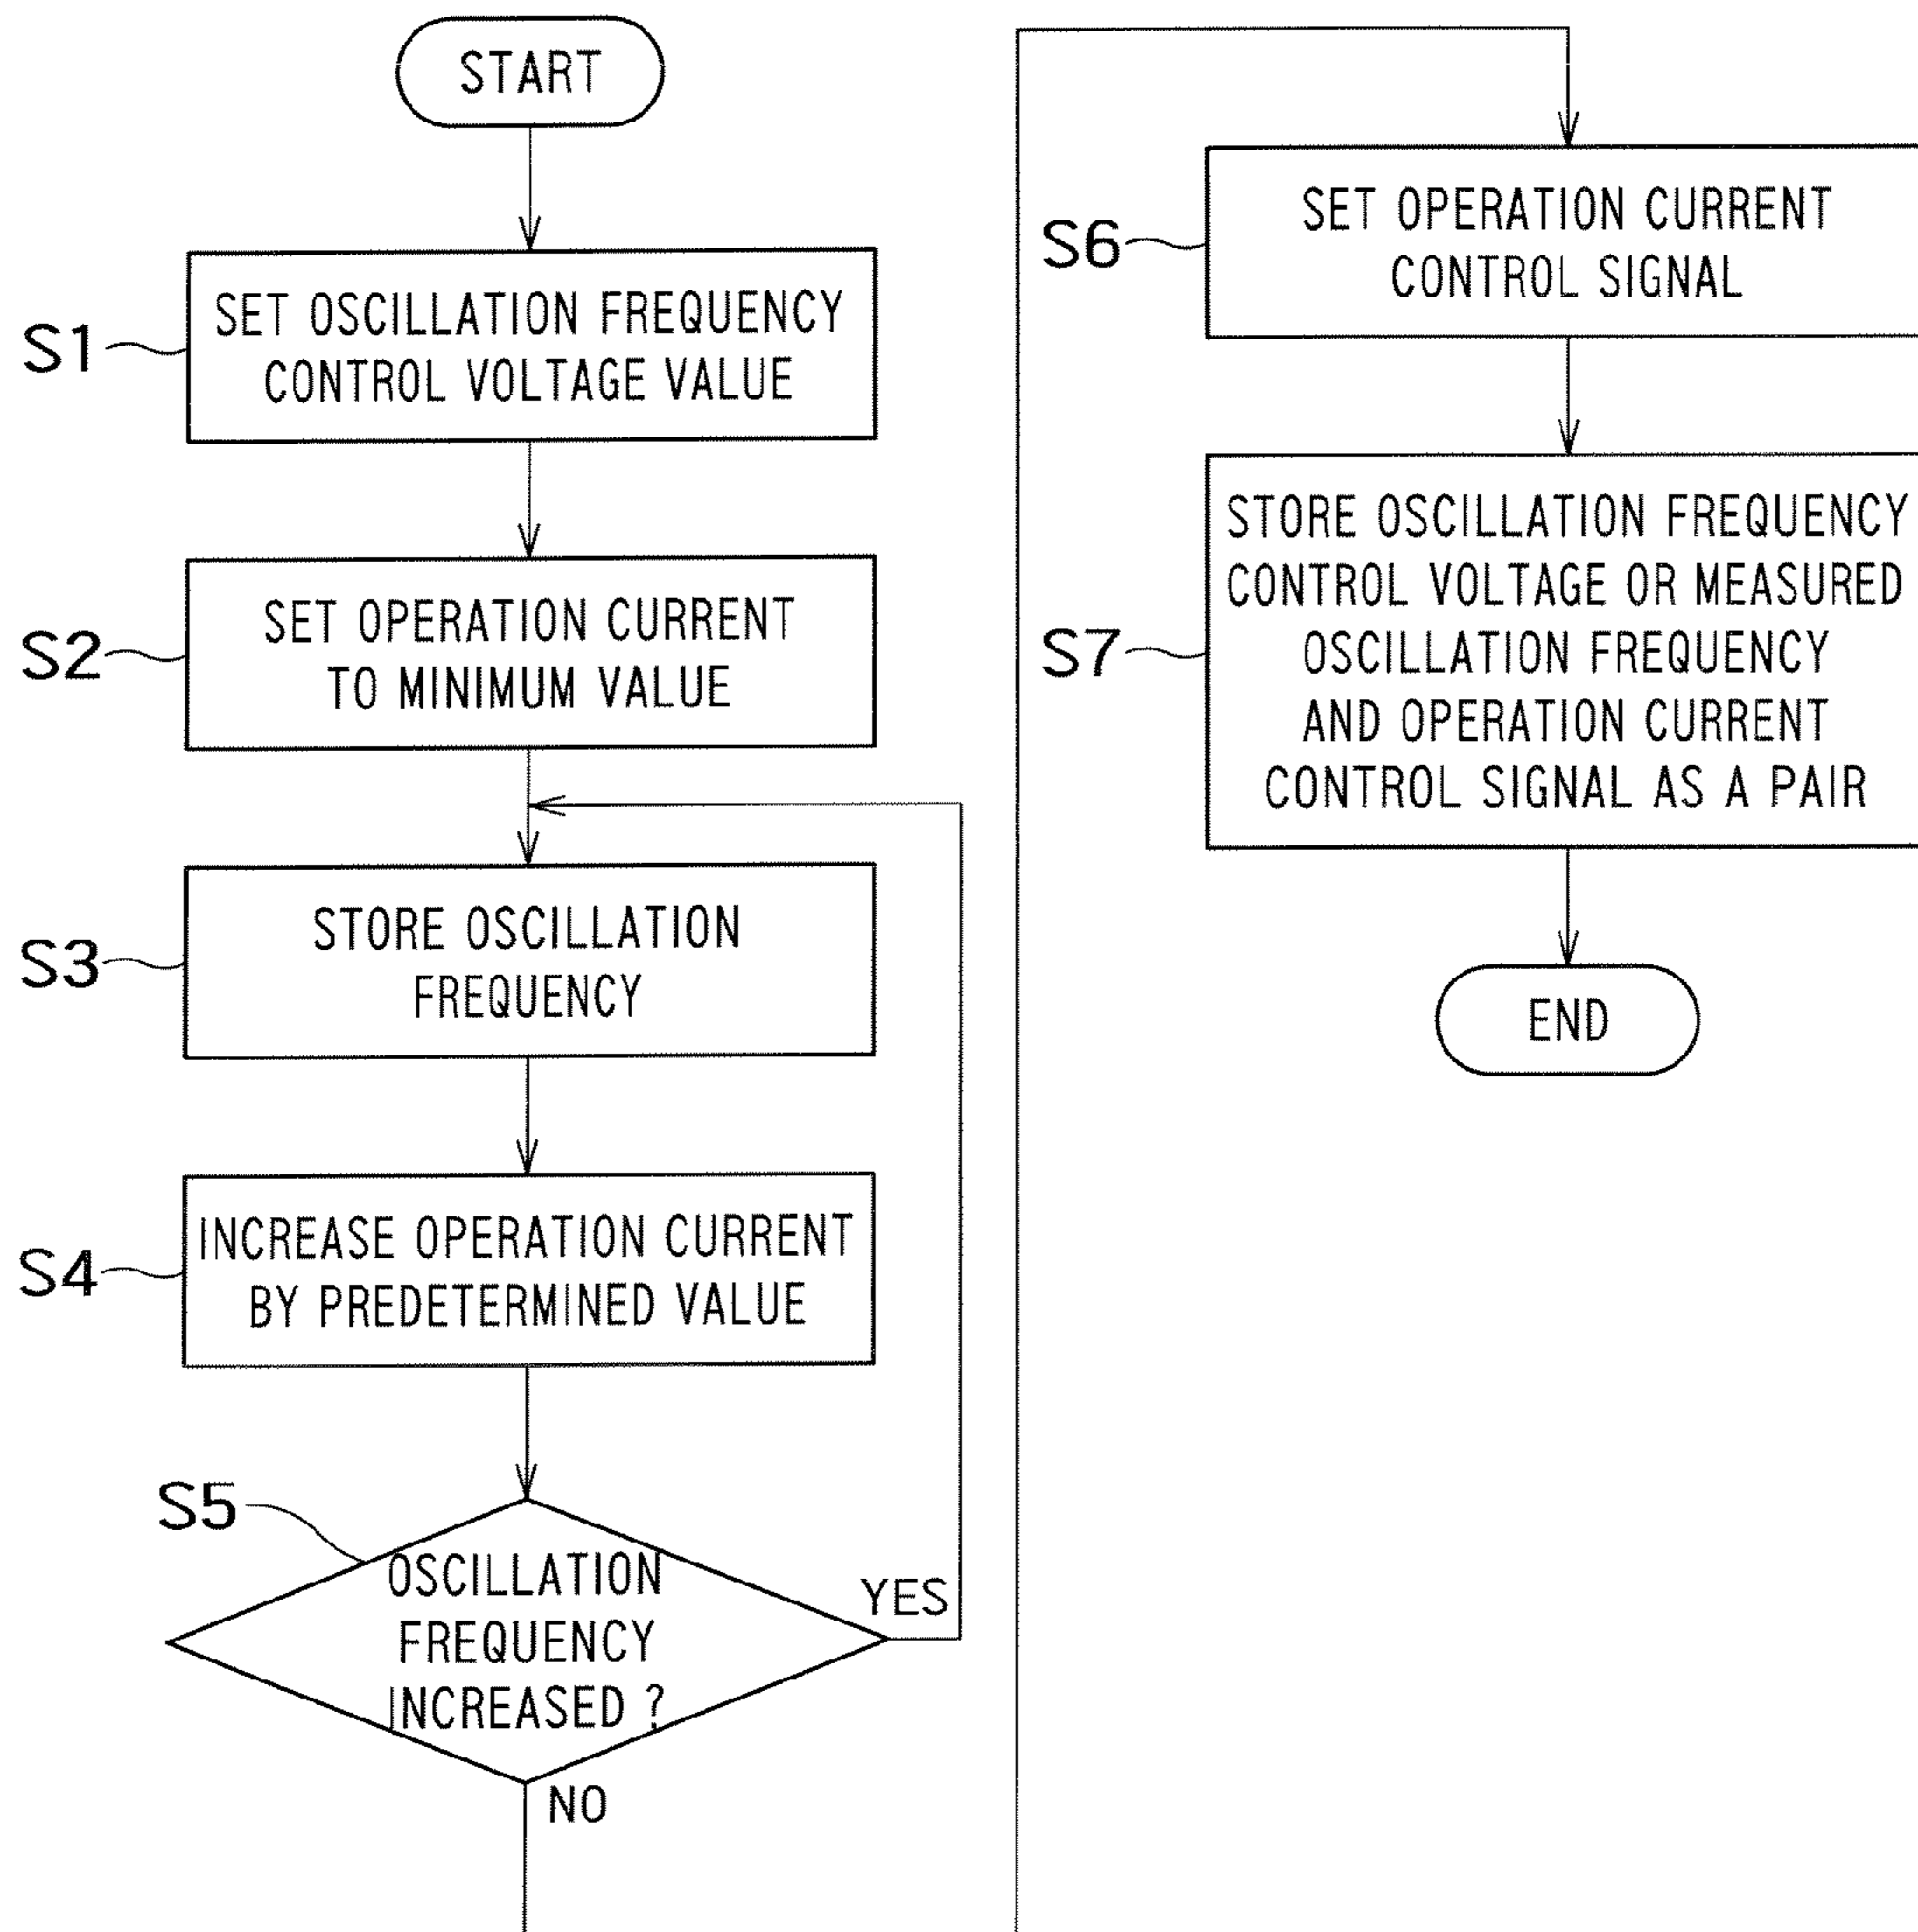 START
S1
SET OSCILLATION FREQUENCY
CONTROL VOLTAGE VALUE
S2
SET OPERATION CURRENT
TO MINIMUM VALUE
S3
STORE OSCILLATION
FREQUENCY
S4
INCREASE OPERATION CURRENT
BY PREDETERMINED VALUE
S5
OSCILLATION
FREQUENCY
INCREASED ?
YES
NO
S6
SET OPERATION CURRENT
CONTROL SIGNAL
S7
STORE OSCILLATION FREQUENCY
CONTROL VOLTAGE OR MEASURED
OSCILLATION FREQUENCY
AND OPERATION CURRENT
CONTROL SIGNAL AS A PAIR
END